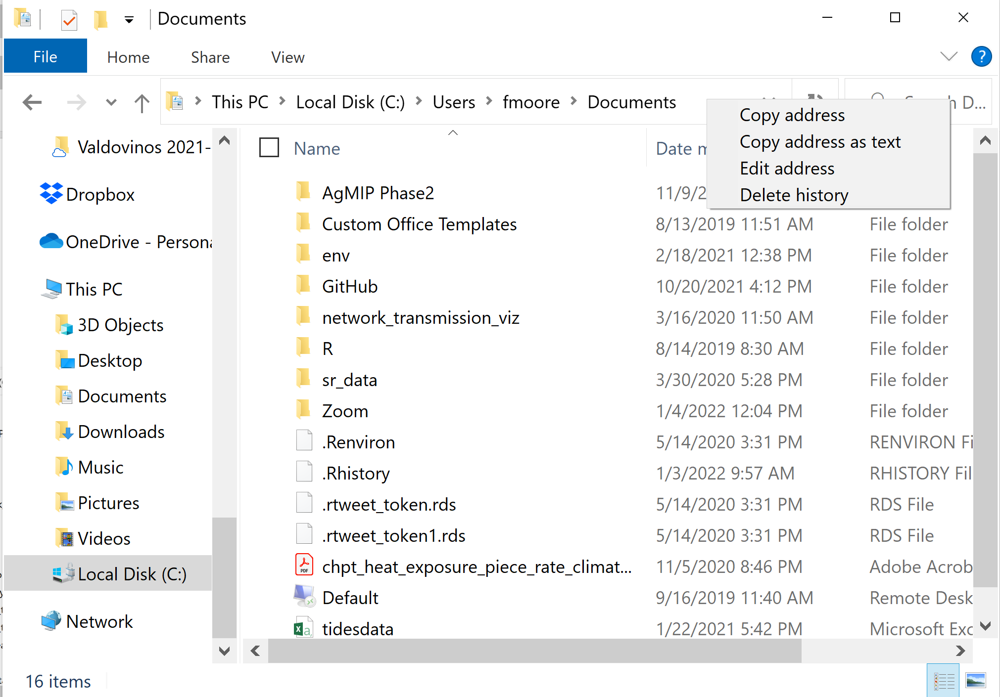 Documents
File Home Share View ?
This PC Local Disk (C:) Users fmoore Documents D...
Copy address
Copy address as text
Edit address
Delete history
Valdovinos 2021-
Dropbox
OneDrive - Persona
This PC
3D Objects
Desktop
Documents
Downloads
Music
Pictures
Videos
Local Disk (C:)
Network
Name Date
AgMIP Phase2 11/9/2
Custom Office Templates 8/13/2019 11:51 AM File folder
env 2/18/2021 12:38 PM File folder
GitHub 10/20/2021 4:12 PM File folder
network_transmission_viz 3/16/2020 11:50 AM File folder
R 8/14/2019 8:30 AM File folder
sr_data 3/30/2020 5:28 PM File folder
Zoom 1/4/2022 12:04 PM File folder
.Renviron 5/14/2020 3:31 PM RENVIRON Fi
.Rhistory 1/3/2022 9:57 AM RHISTORY Fil
.rtweet_token.rds 5/14/2020 3:31 PM RDS File
.rtweet_token1.rds 5/14/2020 3:31 PM RDS File
chpt_heat_exposure_piece_rate_climat... 11/5/2020 8:46 PM Adobe Acrob
Default 9/16/2019 11:40 AM Remote Desk
tidesdata 1/22/2021 5:42 PM Microsoft Exc
16 items